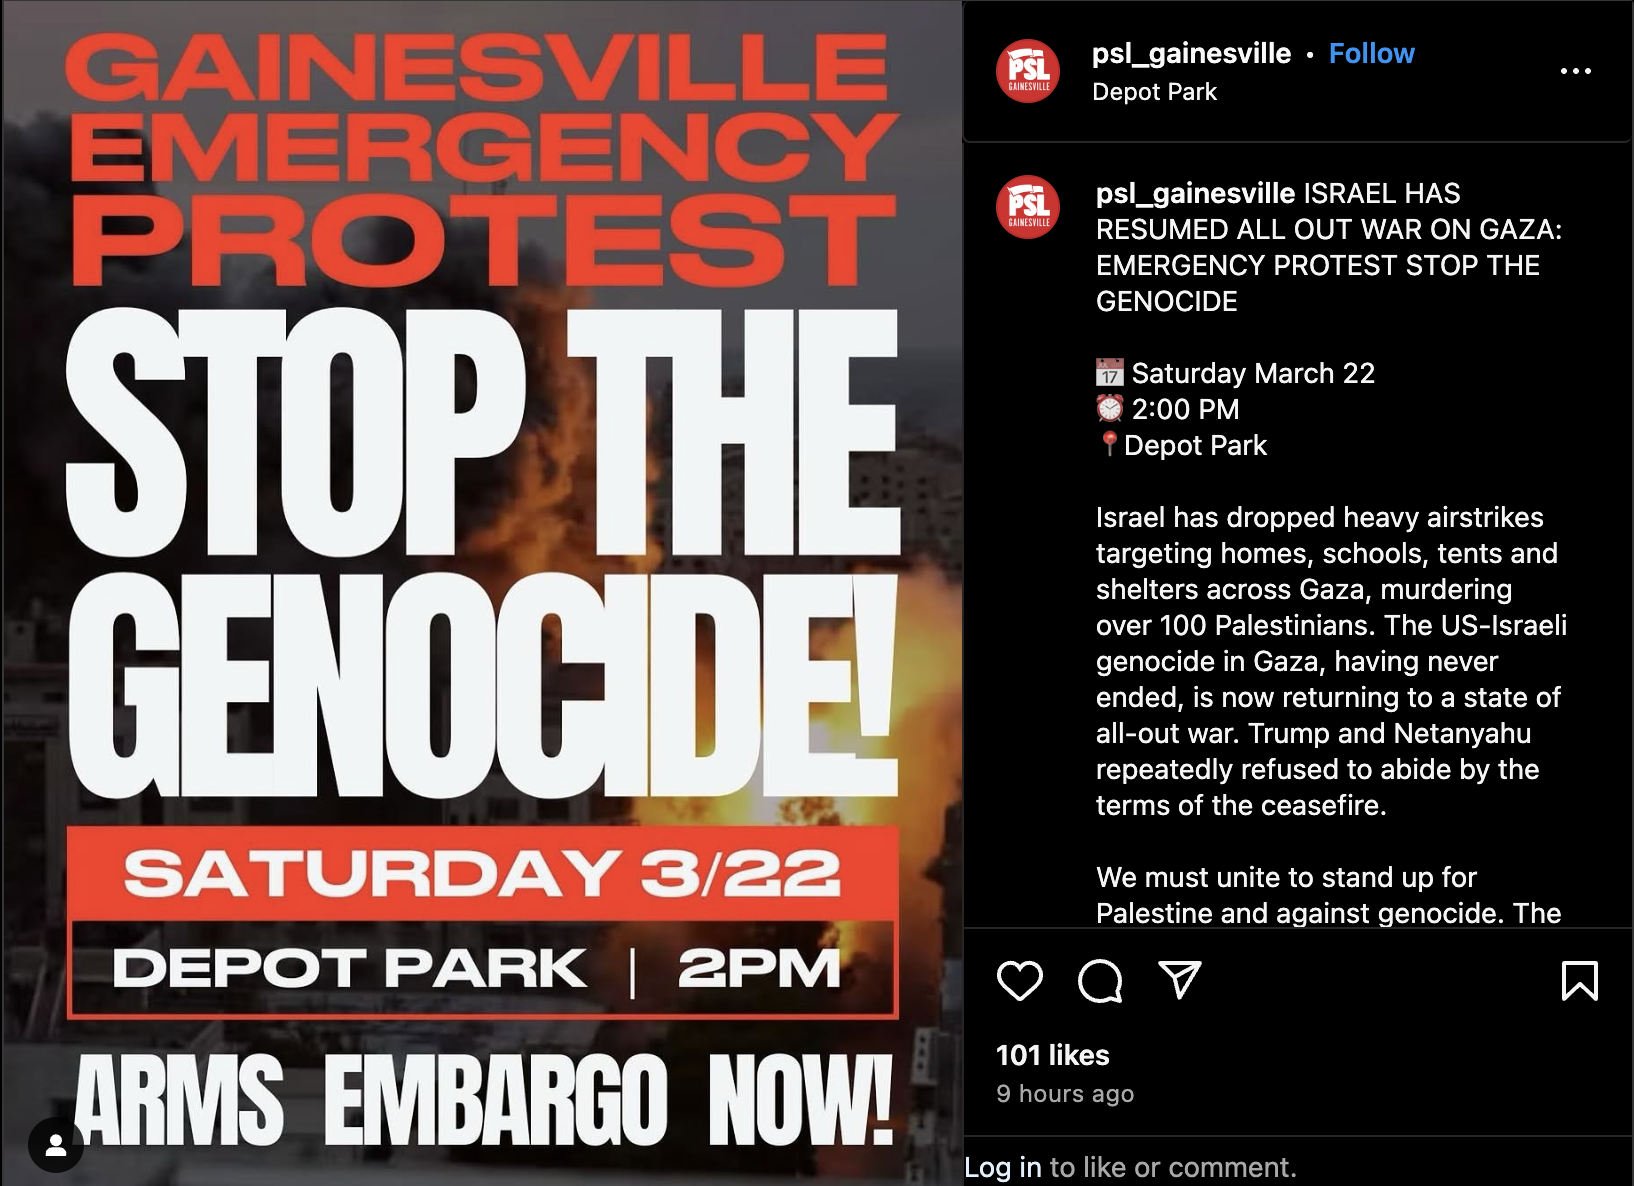 GAINESVILLE
EMERGENCY
PROTEST
STOP THE
GENOCIDE!
SATURDAY 3/22
DEPOT PARK | 2PM
ARMS EMBARGO NOW!
PSL
GAINESVILLE
psl_gainesville • Follow
Depot Park
PSL
GAINESVILLE
psl_gainesville ISRAEL HAS
RESUMED ALL OUT WAR ON GAZA:
EMERGENCY PROTEST STOP THE
GENOCIDE
📅 Saturday March 22
⏰ 2:00 PM
📍Depot Park
Israel has dropped heavy airstrikes
targeting homes, schools, tents and
shelters across Gaza, murdering
over 100 Palestinians. The US-Israeli
genocide in Gaza, having never
ended, is now returning to a state of
all-out war. Trump and Netanyahu
repeatedly refused to abide by the
terms of the ceasefire.
We must unite to stand up for
Palestine and against genocide. The
101 likes
9 hours ago
Log in to like or comment.